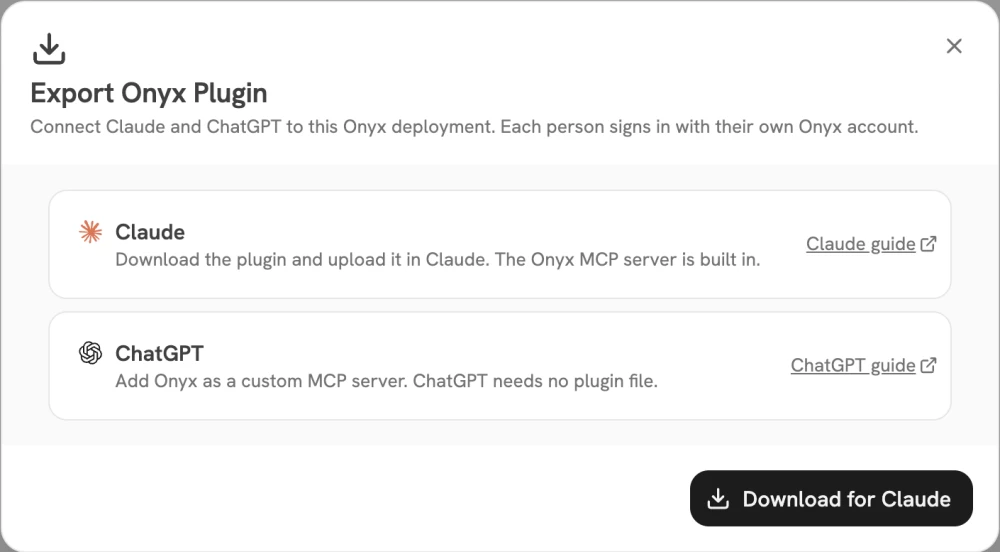 Export Onyx Plugin
Connect Claude and ChatGPT to this Onyx deployment. Each person signs in with their own Onyx account.
Claude
Download the plugin and upload it in Claude. The Onyx MCP server is built in.
Claude guide
ChatGPT
Add Onyx as a custom MCP server. ChatGPT needs no plugin file.
ChatGPT guide
Download for Claude